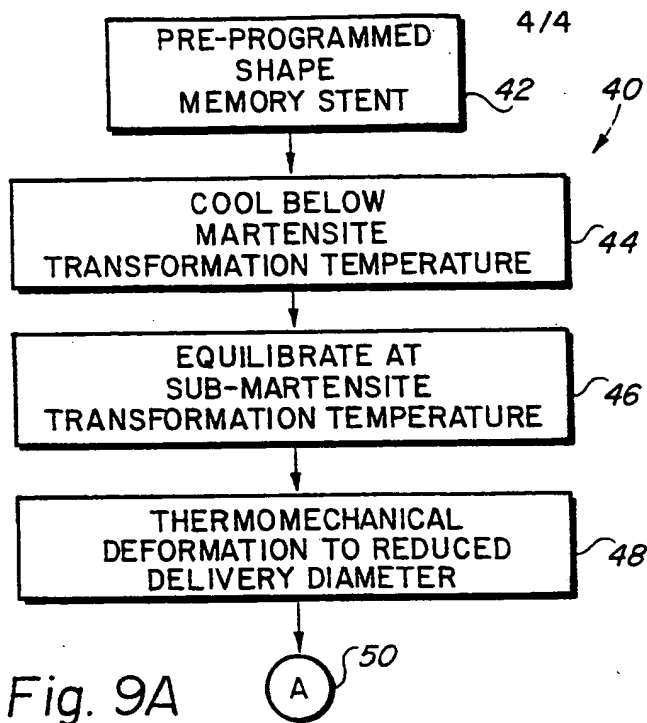 4/4
PRE-PROGRAMMED
SHAPE
MEMORY STENT
42
40
COOL BELOW
MARTENSITE
TRANSFORMATION TEMPERATURE
44
EQUILIBRATE AT
SUB-MARTENSITE
TRANSFORMATION TEMPERATURE
46
THERMOMECHANICAL
DEFORMATION TO REDUCED
DELIVERY DIAMETER
48
A
50
Fig. 9A